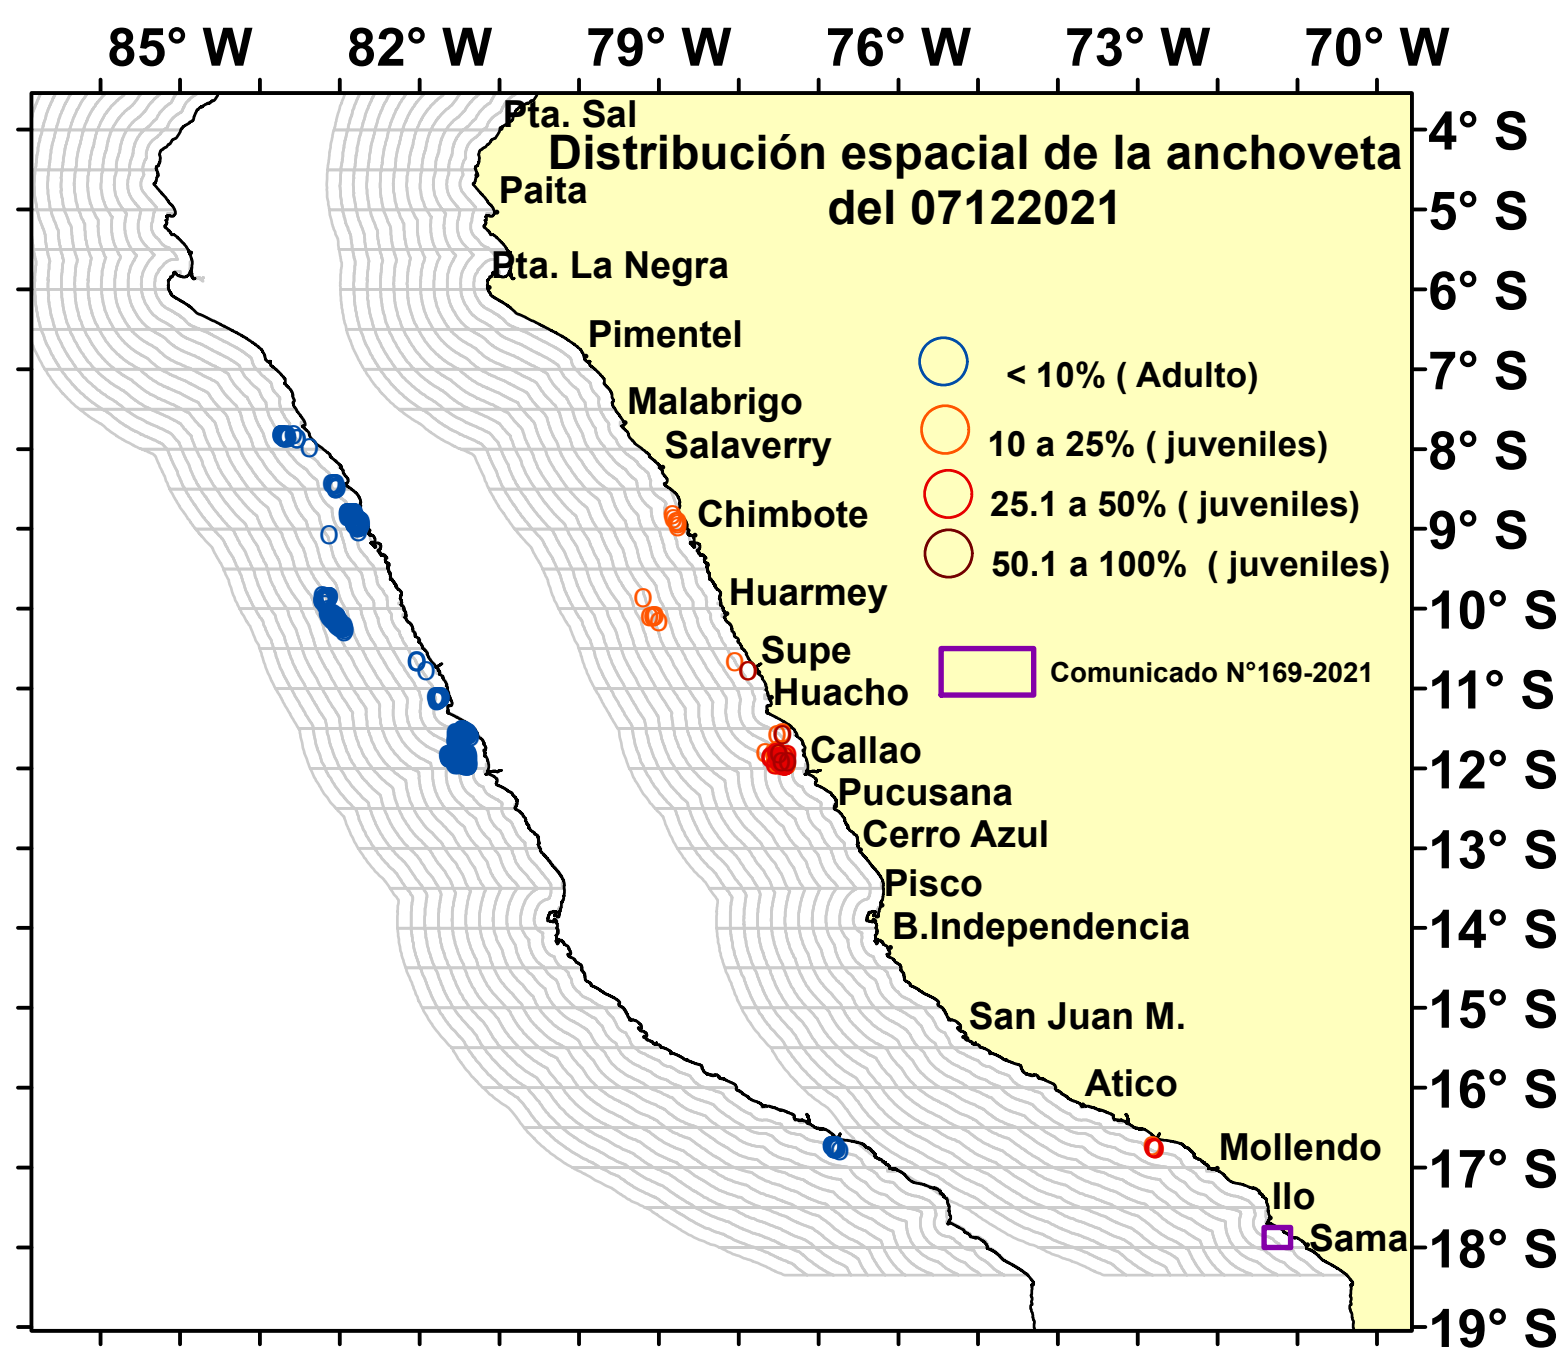 85° W 82° W 79° W 76° W 73° W 70° W
Pta. Sal
4° S
Distribución espacial de la anchoveta
del 07122021
Paita
5° S
Pta. La Negra
6° S
Pimentel
7° S
< 10% ( Adulto)
Malabrigo
10 a 25% ( juveniles)
Salaverry
8° S
25.1 a 50% ( juveniles)
Chimbote
9° S
50.1 a 100% ( juveniles)
Huarmey
10° S
Supe
Comunicado N°169-2021
Huacho
11° S
Callao
12° S
Pucusana
Cerro Azul
13° S
Pisco
B.Independencia
14° S
San Juan M.
15° S
Atico
16° S
Mollendo
17° S
Ilo
Sama
18° S
19° S